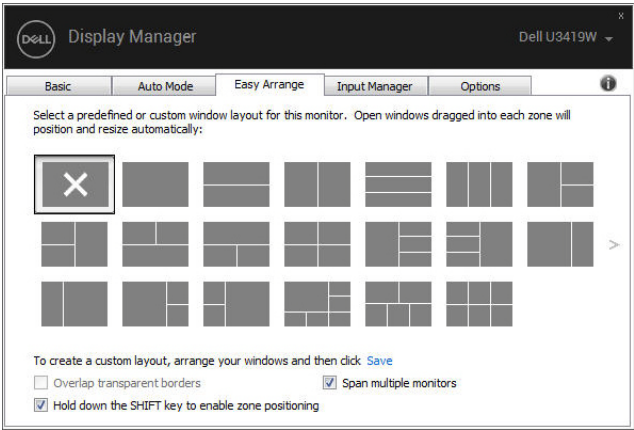 x
DELL Display Manager Dell U3419W
Basic Auto Mode Easy Arrange Input Manager Options i
Select a predefined or custom window layout for this monitor. Open windows dragged into each zone will
position and resize automatically:
>
To create a custom layout, arrange your windows and then click Save
Overlap transparent borders Span multiple monitors
Hold down the SHIFT key to enable zone positioning